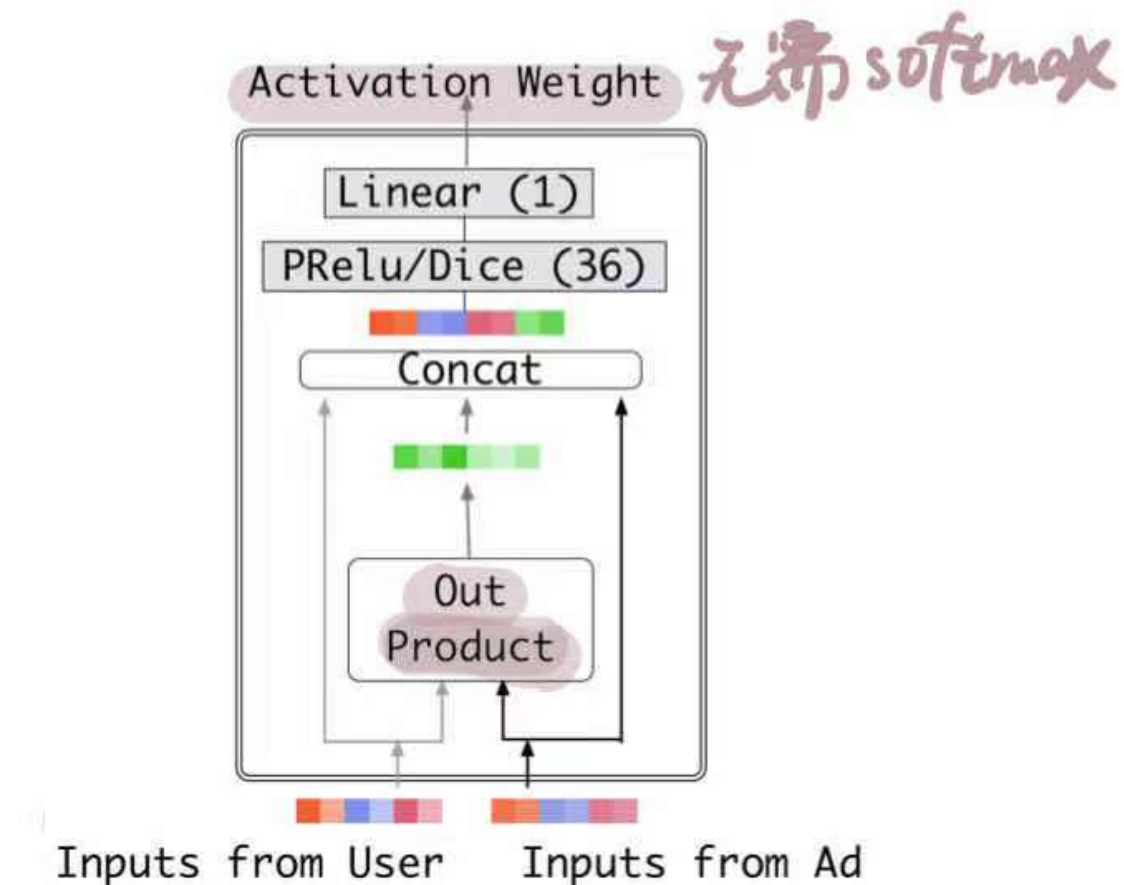 Activation Weight 无需softmax
Linear (1)
PRelu/Dice (36)
Concat
Out
Product
Inputs from User Inputs from Ad